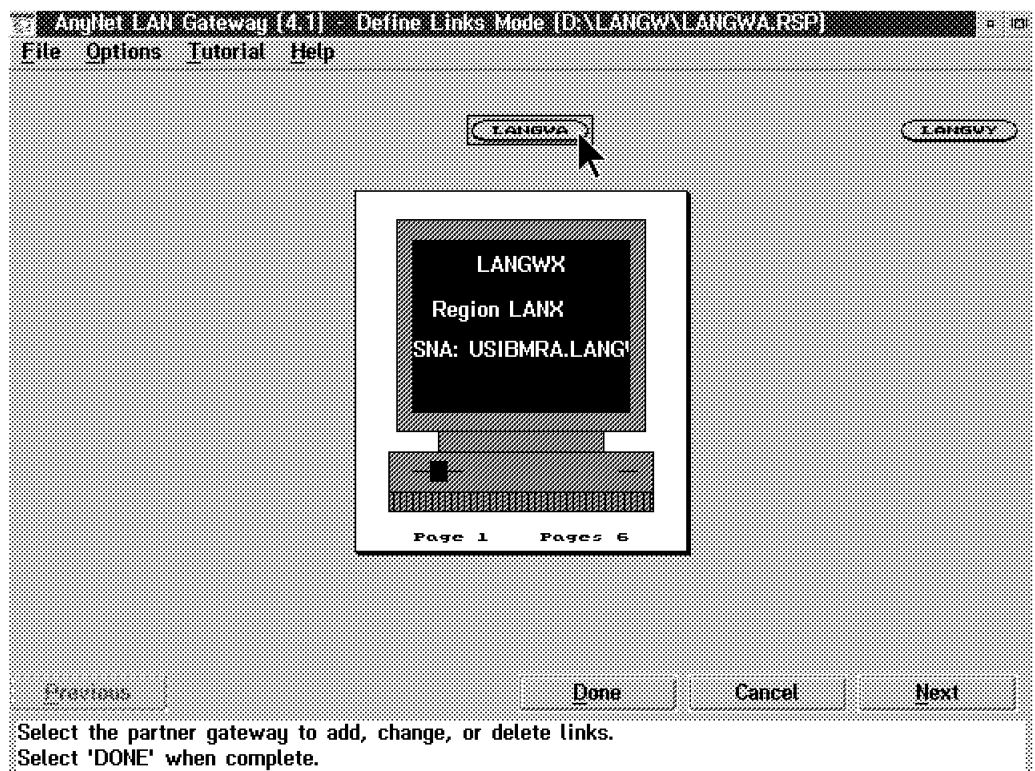 AnyNet LAN Gateway [4.1] - Define Links Mode [D:\LANGW\LANGWA.RSP]
File Options Tutorial Help
LANGWA LANGWY
LANGWX
Region LANX
SNA: USIBMRA.LANG
Page 1 Pages 6
Previous Done Cancel Next
Select the partner gateway to add, change, or delete links.
Select 'DONE' when complete.